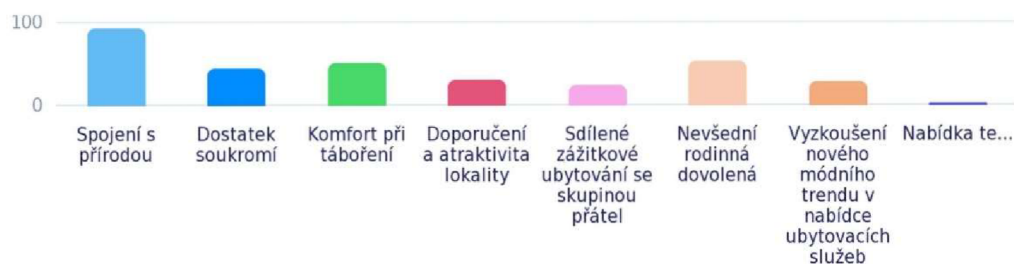 100
0
Spojení s
přírodou
Dostatek
soukromí
Komfort při
táboření
Doporučení
a atraktivita
lokality
Sdílené
zážitkové
ubytování se
skupinou
přátel
Nevšední
rodinná
dovolená
Vyzkoušení
nového
módního
trendu v
nabídce
ubytovacích
služeb
Nabídka te...